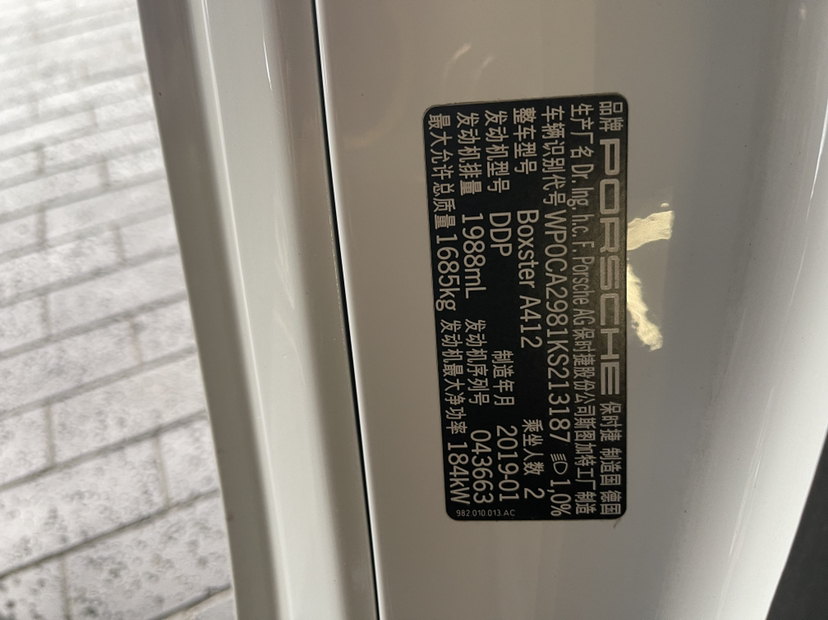 品牌 PORSCHE 保时捷 制造国 德国
生产厂名 Dr. Ing. h.c. F. Porsche AG 保时捷股份公司斯图加特工厂制造
车辆识别代号 WP0CA2981KS213187 1,0%
整车型号 Boxster A412 乘坐人数 2
发动机型号 DDP 制造年月 2019-01
发动机排量 1988mL 发动机序列号 043663
最大允许总质量 1685kg 发动机最大净功率 184kW
982 010 013 AC